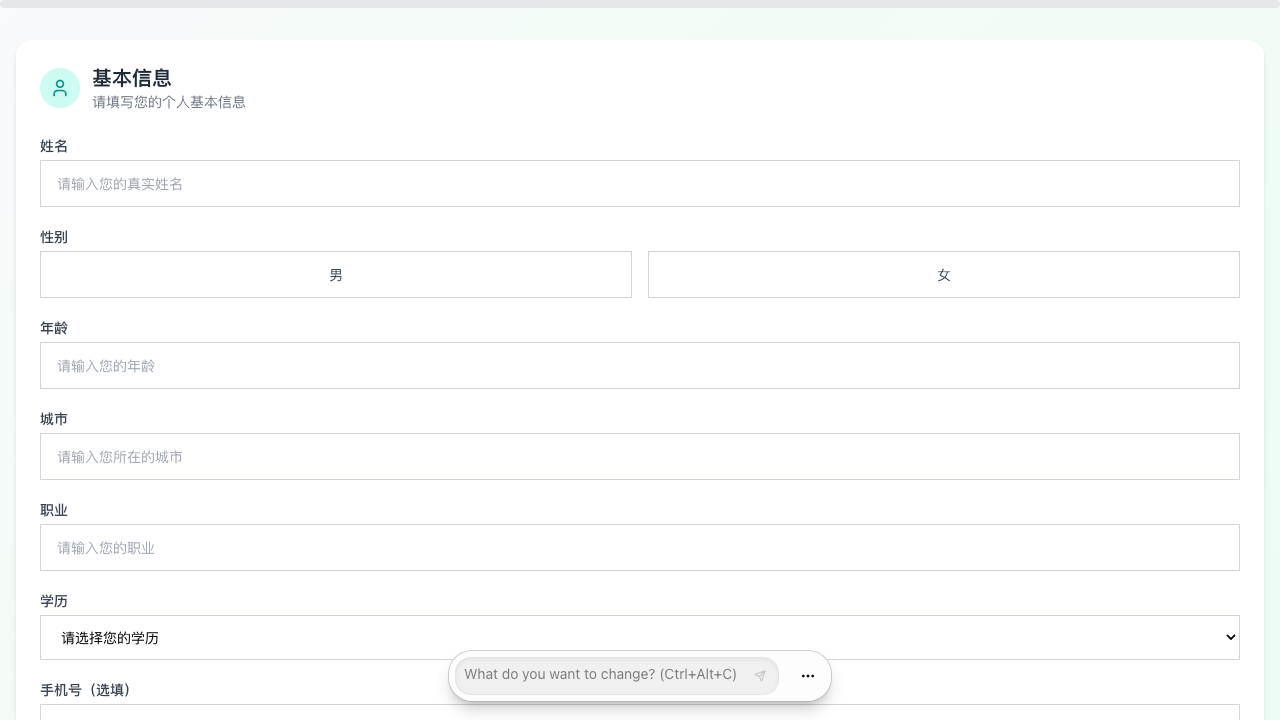 基本信息
请填写您的个人基本信息
姓名
请输入您的真实姓名
性别
男
女
年龄
请输入您的年龄
城市
请输入您所在的城市
职业
请输入您的职业
学历
请选择您的学历
What do you want to change? (Ctrl+Alt+C)
手机号（选填）